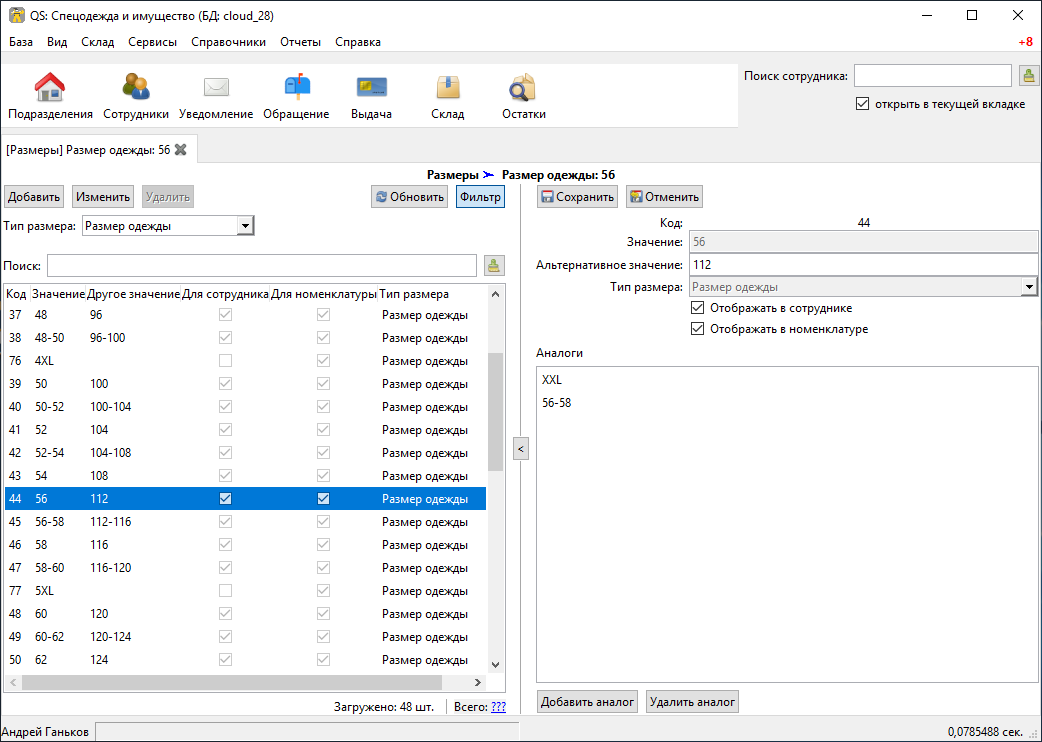 QS: Спецодежда и имущество (БД: cloud_28)
База Вид Склад Сервисы Справочники Отчеты Справка +8
Подразделения Сотрудники Уведомление Обращение Выдача Склад Остатки
Поиск сотрудника:
открыть в текущей вкладке
[Размеры] Размер одежды: 56
Размеры Размер одежды: 56
Добавить Изменить Удалить Обновить Фильтр
Тип размера: Размер одежды
Поиск:
Код Значение Другое значение Для сотрудника Для номенклатуры Тип размера
37 48 96 Размер одежды
38 48-50 96-100 Размер одежды
76 4XL Размер одежды
39 50 100 Размер одежды
40 50-52 100-104 Размер одежды
41 52 104 Размер одежды
42 52-54 104-108 Размер одежды
43 54 108 Размер одежды
44 56 112 Размер одежды
45 56-58 112-116 Размер одежды
46 58 116 Размер одежды
47 58-60 116-120 Размер одежды
77 5XL Размер одежды
48 60 120 Размер одежды
49 60-62 120-124 Размер одежды
50 62 124 Размер одежды
Загружено: 48 шт. Всего: ???
<
Сохранить Отменить
Код: 44
Значение: 56
Альтернативное значение: 112
Тип размера: Размер одежды
Отображать в сотруднике
Отображать в номенклатуре
Аналоги
XXL
56-58
Добавить аналог Удалить аналог
Андрей Ганьков 0,0785488 сек.